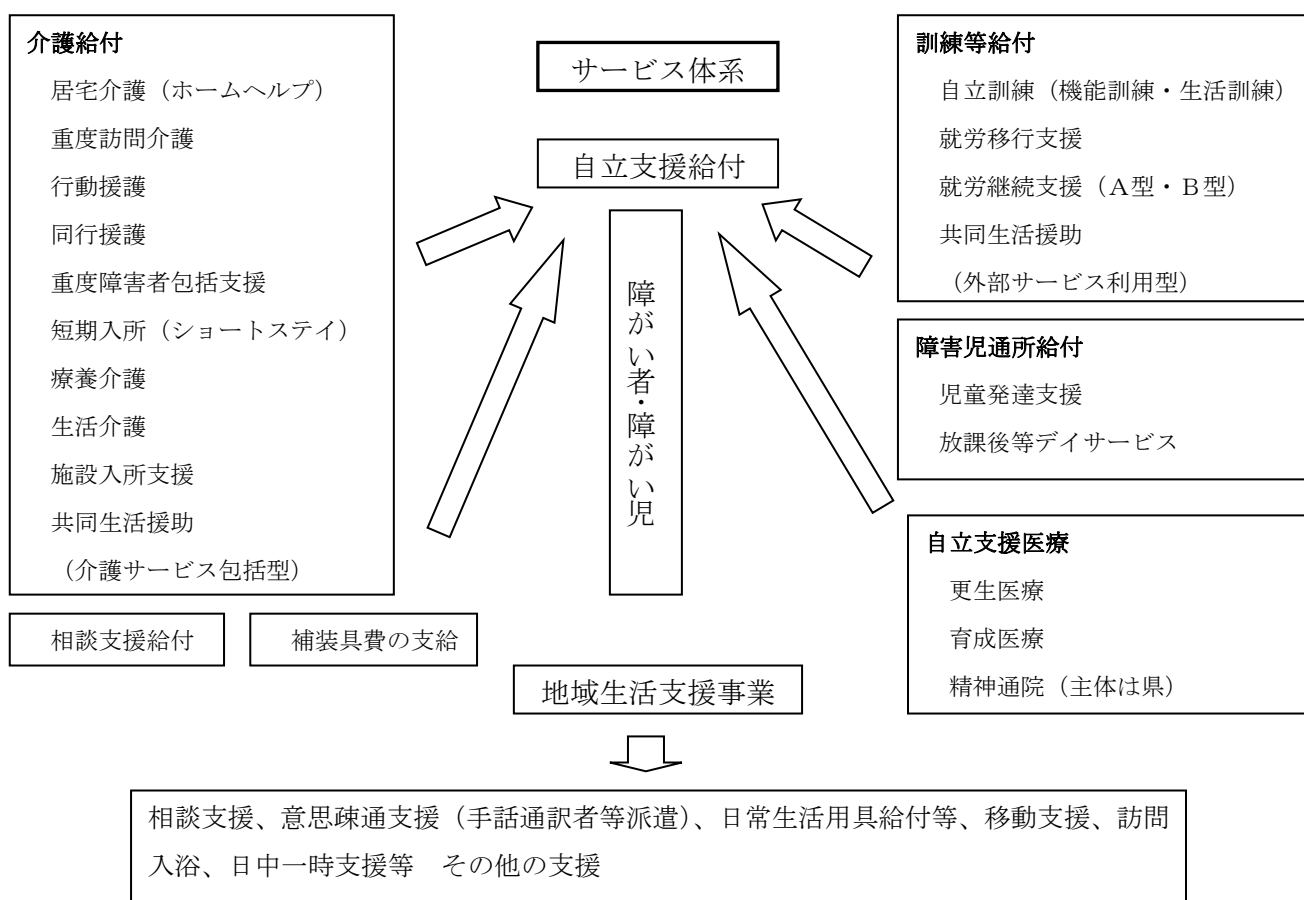 介護給付
居宅介護（ホームヘルプ）
重度訪問介護
行動援護
同行援護
重度障害者包括支援
短期入所（ショートステイ）
療養介護
生活介護
施設入所支援
共同生活援助
（介護サービス包括型）
相談支援給付
補装具費の支給
サービス体系
自立支援給付
障がい者・障がい児
訓練等給付
自立訓練（機能訓練・生活訓練）
就労移行支援
就労継続支援（Ａ型・Ｂ型）
共同生活援助
（外部サービス利用型）
障害児通所給付
児童発達支援
放課後等デイサービス
自立支援医療
更生医療
育成医療
精神通院（主体は県）
地域生活支援事業
相談支援、意思疎通支援（手話通訳者等派遣）、日常生活用具給付等、移動支援、訪問
入浴、日中一時支援等　その他の支援